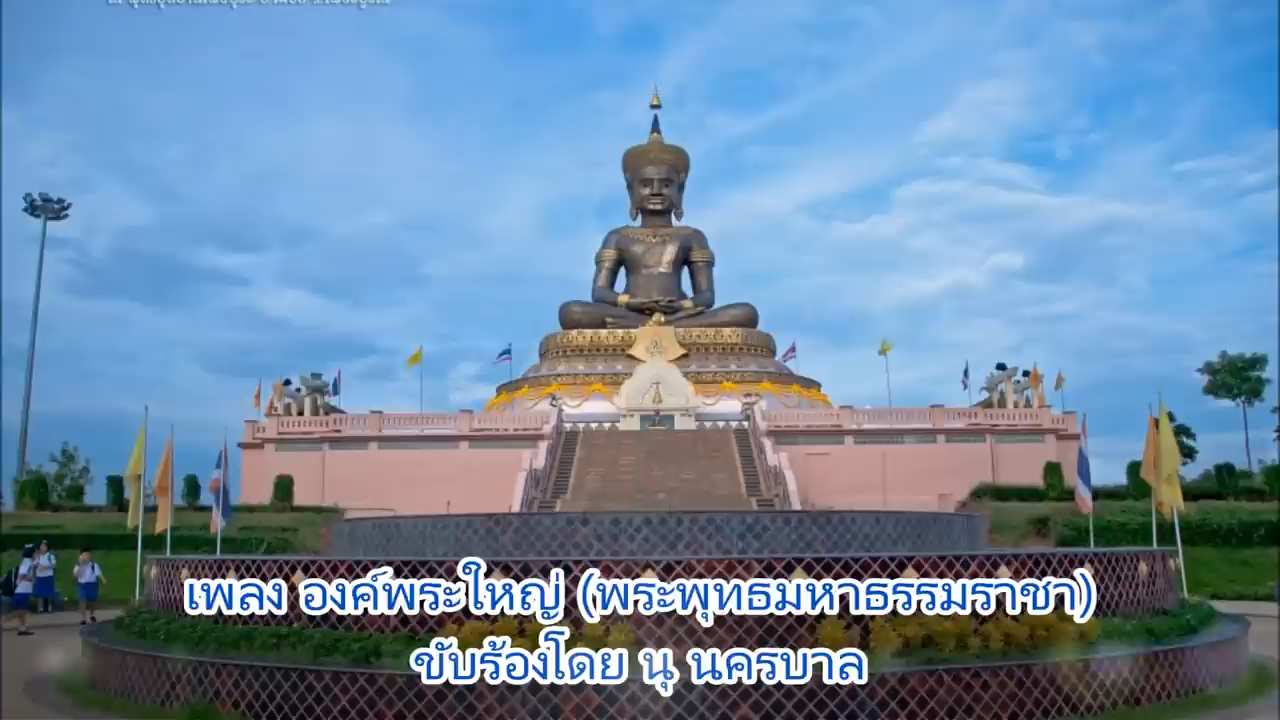 เพลง องค์พระใหญ่ (พระพุทธมหาธรรมราชา)
ขับร้องโดย นุ นครบาล